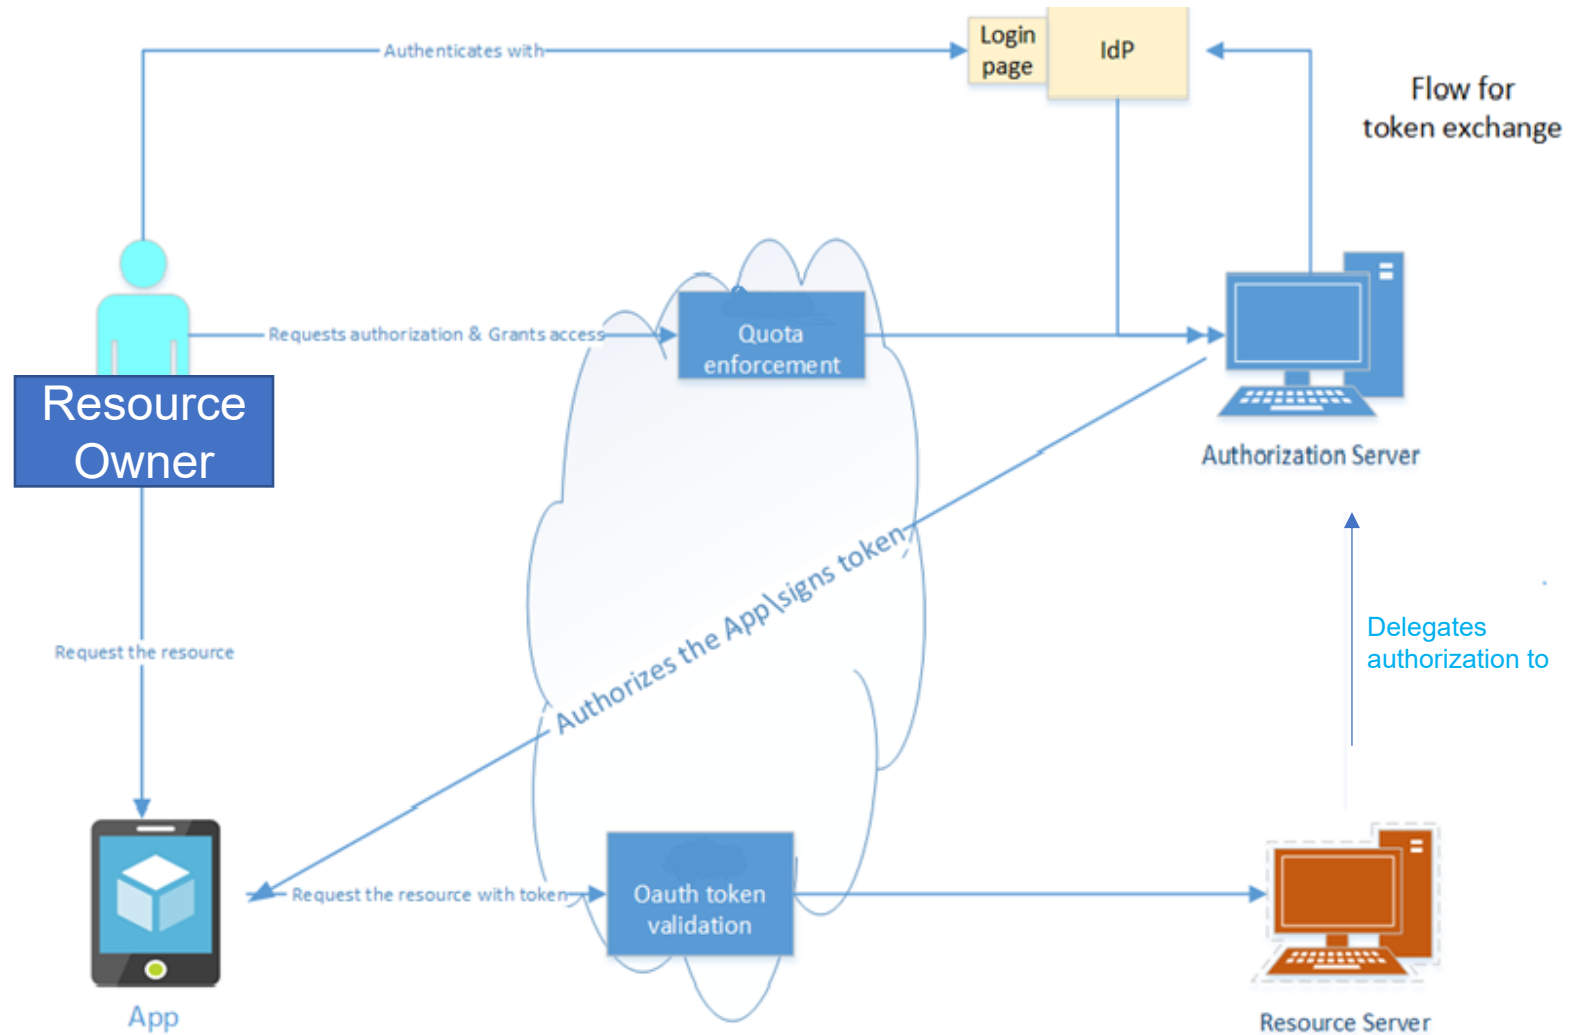 Authenticates with
Login
page
IdP
Flow for
token exchange
Requests authorization & Grants access
Quota
enforcement
Resource
Owner
Authorization Server
Authorizes the App\signs token
Delegates
authorization to
Request the resource
Request the resource with token
Oauth token
validation
App
Resource Server